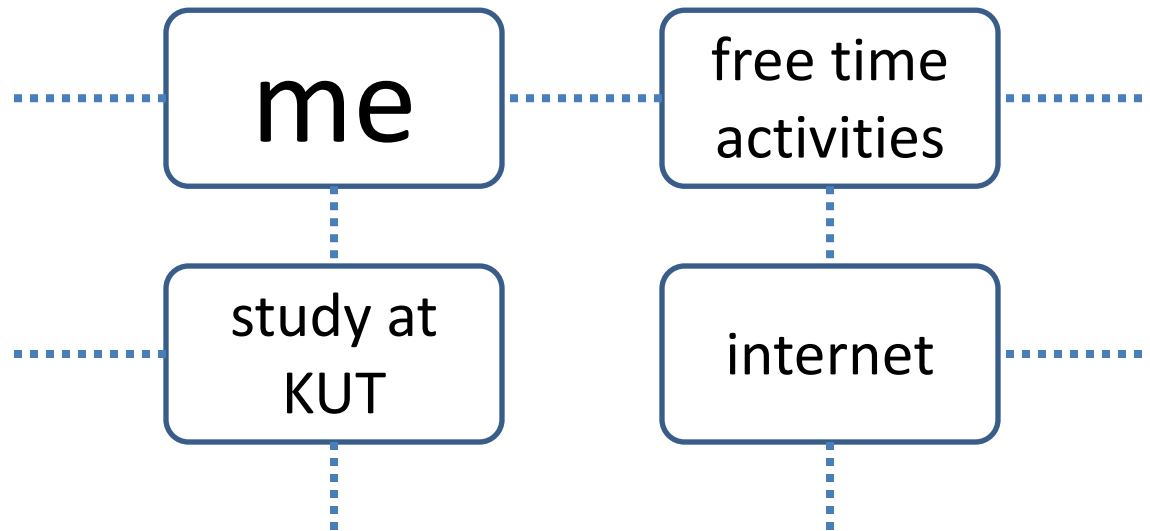 me
free time
activities
study at
KUT
internet